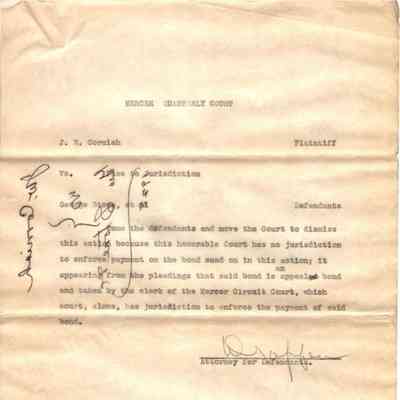 MERCER QUARTERLY COURT
J. R. Cornish Plaintiff
Vs. to Jurisdiction
George et al Defendants
the defendants and move the Court to dismiss
this action because this honorable Court has no jurisdiction
to enforce payment on the bond sued on in this action; it
an
appearing from the pleadings that said bond is appeal bond
and taken by the clerk of the Mercer Circuit Court, which
court, alone, has jurisdiction to enforce the payment of said
bond.
Attorney for Defendants.